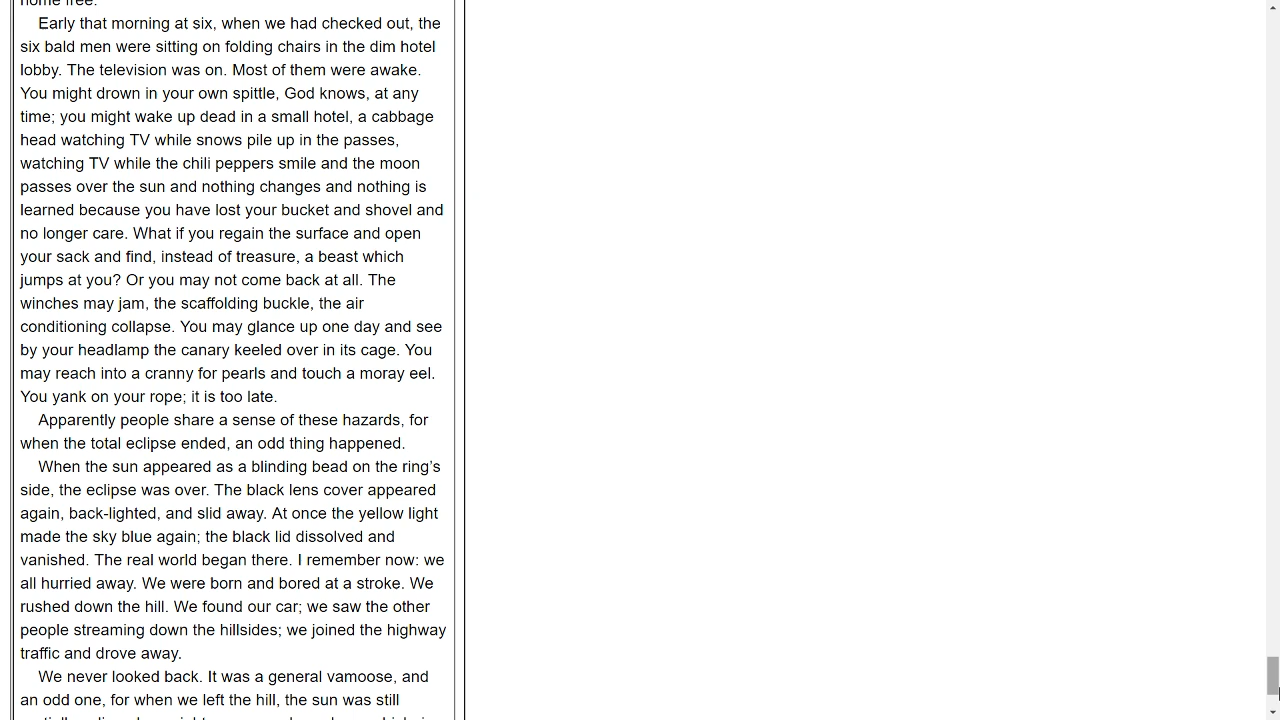 home free.
Early that morning at six, when we had checked out, the
six bald men were sitting on folding chairs in the dim hotel
lobby. The television was on. Most of them were awake.
You might drown in your own spittle, God knows, at any
time; you might wake up dead in a small hotel, a cabbage
head watching TV while snows pile up in the passes,
watching TV while the chili peppers smile and the moon
passes over the sun and nothing changes and nothing is
learned because you have lost your bucket and shovel and
no longer care. What if you regain the surface and open
your sack and find, instead of treasure, a beast which
jumps at you? Or you may not come back at all. The
winches may jam, the scaffolding buckle, the air
conditioning collapse. You may glance up one day and see
by your headlamp the canary keeled over in its cage. You
may reach into a cranny for pearls and touch a moray eel.
You yank on your rope; it is too late.
Apparently people share a sense of these hazards, for
when the total eclipse ended, an odd thing happened.
When the sun appeared as a blinding bead on the ring’s
side, the eclipse was over. The black lens cover appeared
again, back-lighted, and slid away. At once the yellow light
made the sky blue again; the black lid dissolved and
vanished. The real world began there. I remember now: we
all hurried away. We were born and bored at a stroke. We
rushed down the hill. We found our car; we saw the other
people streaming down the hillsides; we joined the highway
traffic and drove away.
We never looked back. It was a general vamoose, and
an odd one, for when we left the hill, the sun was still